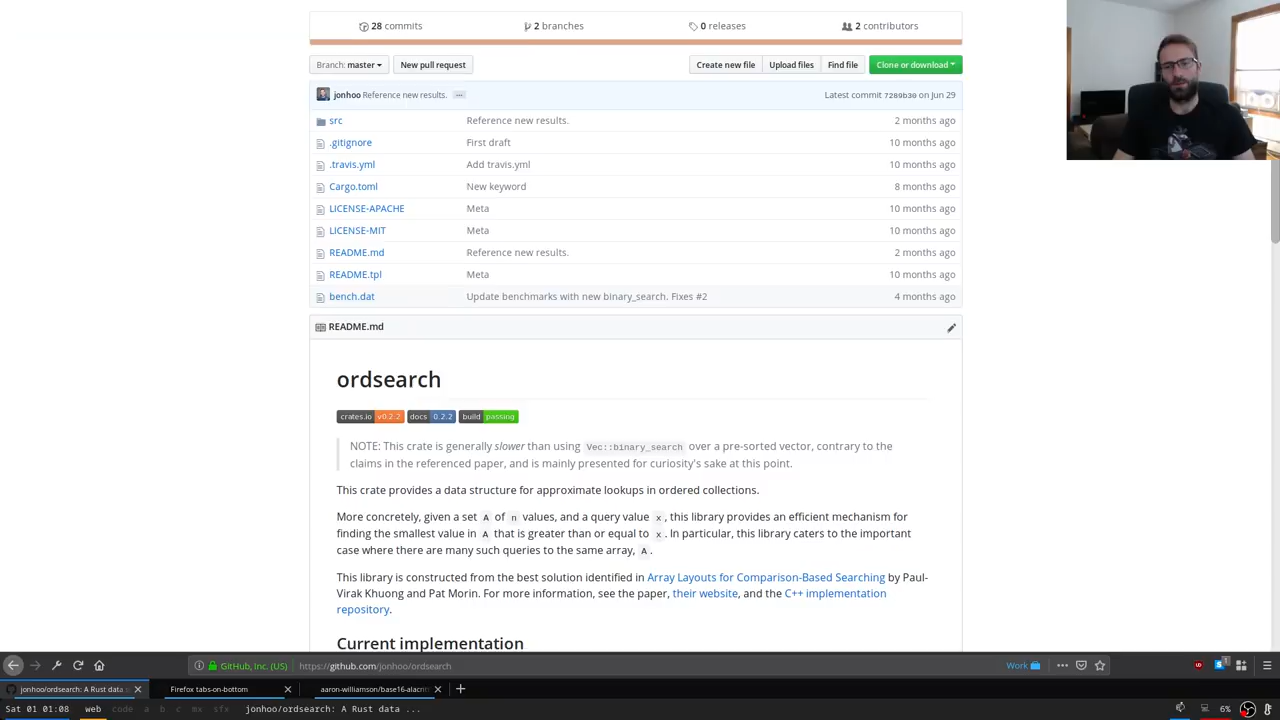 28 commits
2 branches
0 releases
2 contributors
Branch: master
New pull request
Create new file
Upload files
Find file
Clone or download
jonhoo Reference new results.
Latest commit 7289b30 on Jun 29
src Reference new results. 2 months ago
.gitignore First draft 10 months ago
.travis.yml Add travis.yml 10 months ago
Cargo.toml New keyword 8 months ago
LICENSE-APACHE Meta 10 months ago
LICENSE-MIT Meta 10 months ago
README.md Reference new results. 2 months ago
README.tpl Meta 10 months ago
bench.dat Update benchmarks with new binary_search. Fixes #2 4 months ago
README.md
ordsearch
crates.io v0.2.2 docs 0.2.2 build passing
NOTE: This crate is generally slower than using Vec::binary_search over a pre-sorted vector, contrary to the
claims in the referenced paper, and is mainly presented for curiosity's sake at this point.
This crate provides a data structure for approximate lookups in ordered collections.
More concretely, given a set A of n values, and a query value x, this library provides an efficient mechanism for
finding the smallest value in A that is greater than or equal to x. In particular, this library caters to the important
case where there are many such queries to the same array, A.
This library is constructed from the best solution identified in Array Layouts for Comparison-Based Searching by Paul-
Virak Khuong and Pat Morin. For more information, see the paper, their website, and the C++ implementation
repository.
Current implementation
GitHub, Inc. (US) https://github.com/jonhoo/ordsearch Work
jonhoo/ordsearch: A Rust data s
Firefox tabs-on-bottom
aaron-williamson/base16-alacritt
Sat 01 01:08 web code a b c mx sfx jonhoo/ordsearch: A Rust data ... 6%